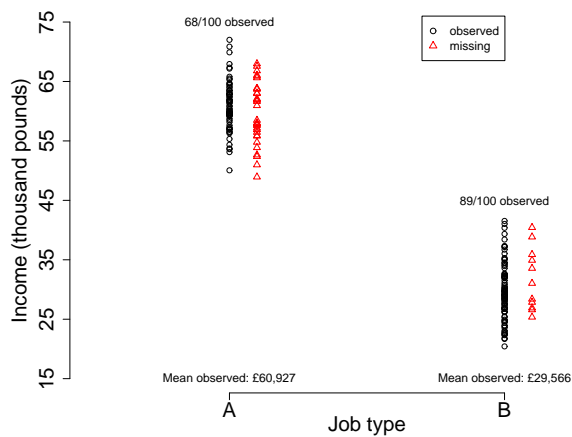 68/100 observed
observed
missing
75
65
55
45
35
25
15
Income (thousand pounds)
89/100 observed
Mean observed: £60,927
Mean observed: £29,566
A
B
Job type